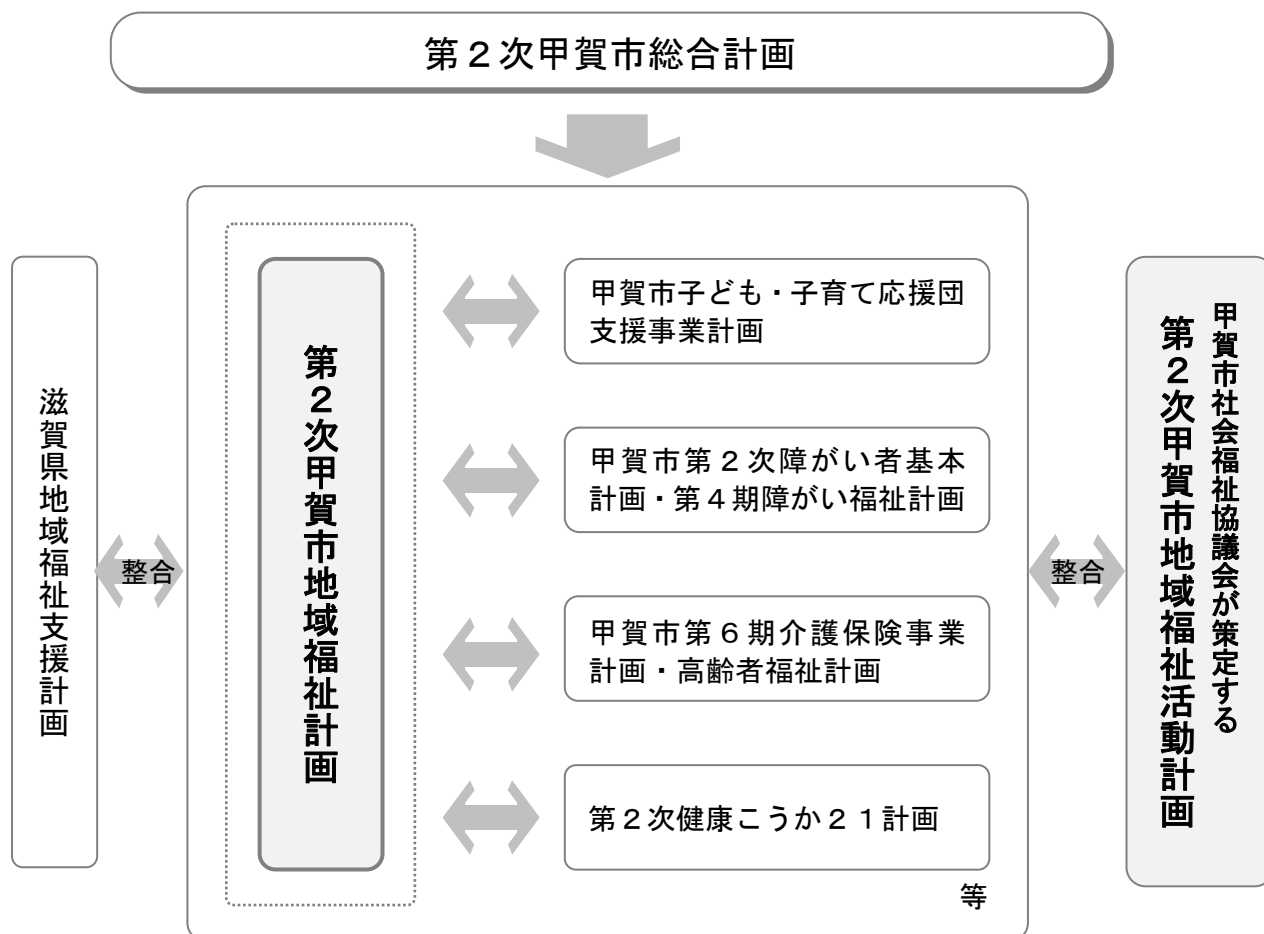 第２次甲賀市総合計画
滋賀県地域福祉支援計画
整合
第２次甲賀市地域福祉計画
甲賀市子ども・子育て応援団
支援事業計画
甲賀市第２次障がい者基本
計画・第４期障がい福祉計画
甲賀市第６期介護保険事業
計画・高齢者福祉計画
第２次健康こうか２１計画
等
整合
甲賀市社会福祉協議会が策定する
第２次甲賀市地域福祉活動計画